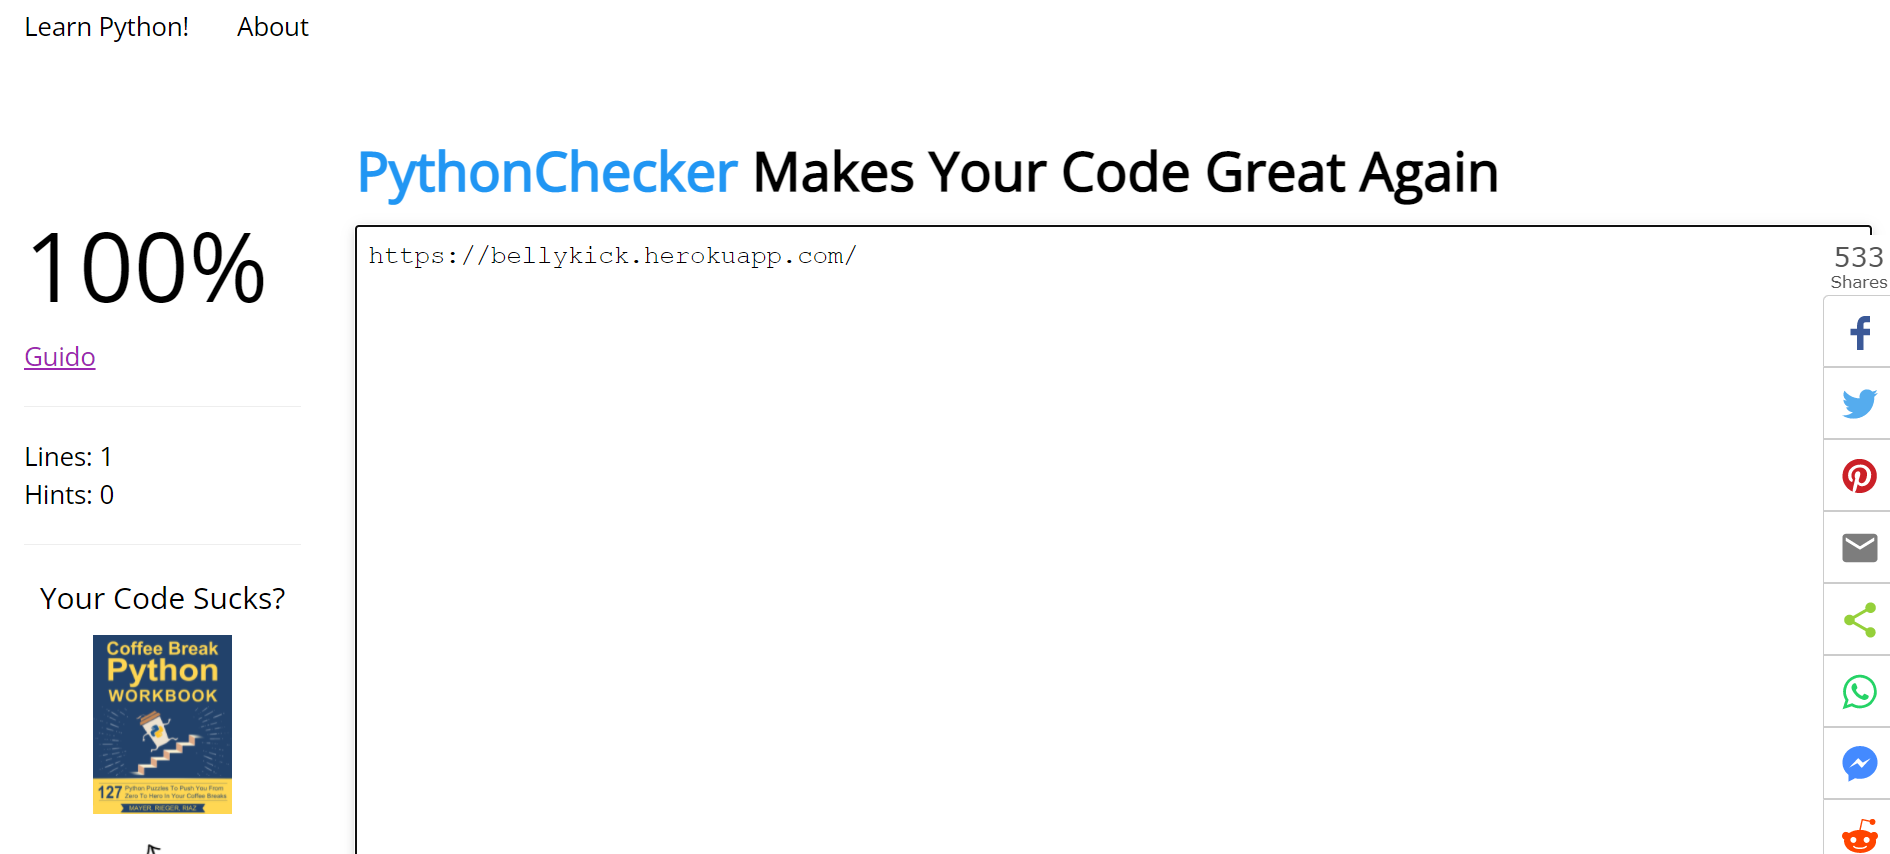 Learn Python! About
PythonChecker Makes Your Code Great Again
100%
Guido
Lines: 1
Hints: 0
Your Code Sucks?
Coffee Break
Python
WORKBOOK
127 Python Puzzles To Push You From
Zero To Hero in Your Coffee Breaks
MAYER, RIEGER, RIAZ
https://bellykick.herokuapp.com/
533
Shares